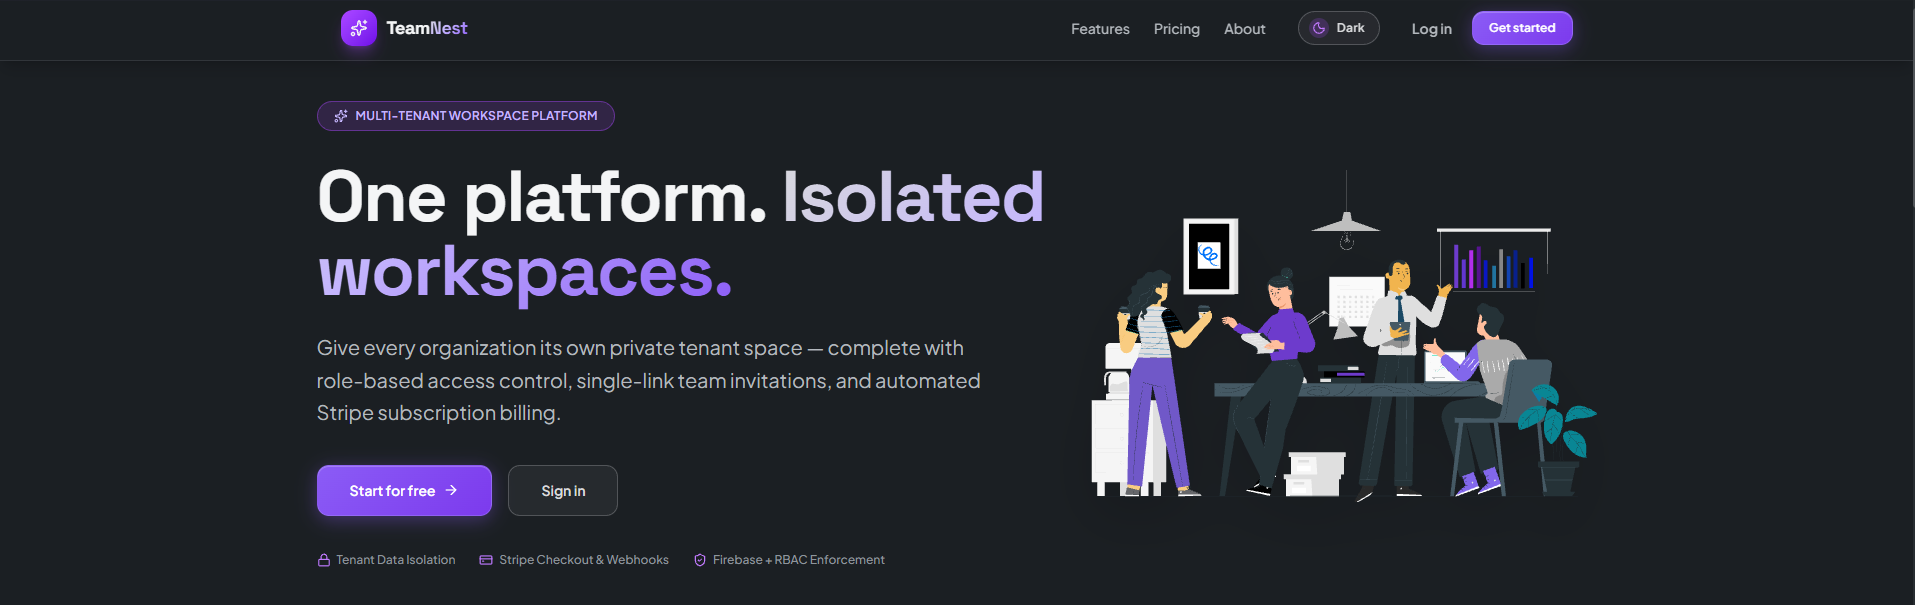 TeamNest
Features
Pricing
About
Dark
Log in
Get started
MULTI-TENANT WORKSPACE PLATFORM
One platform. Isolated
workspaces.
Give every organization its own private tenant space — complete with
role-based access control, single-link team invitations, and automated
Stripe subscription billing.
Start for free →
Sign in
Tenant Data Isolation
Stripe Checkout & Webhooks
Firebase + RBAC Enforcement